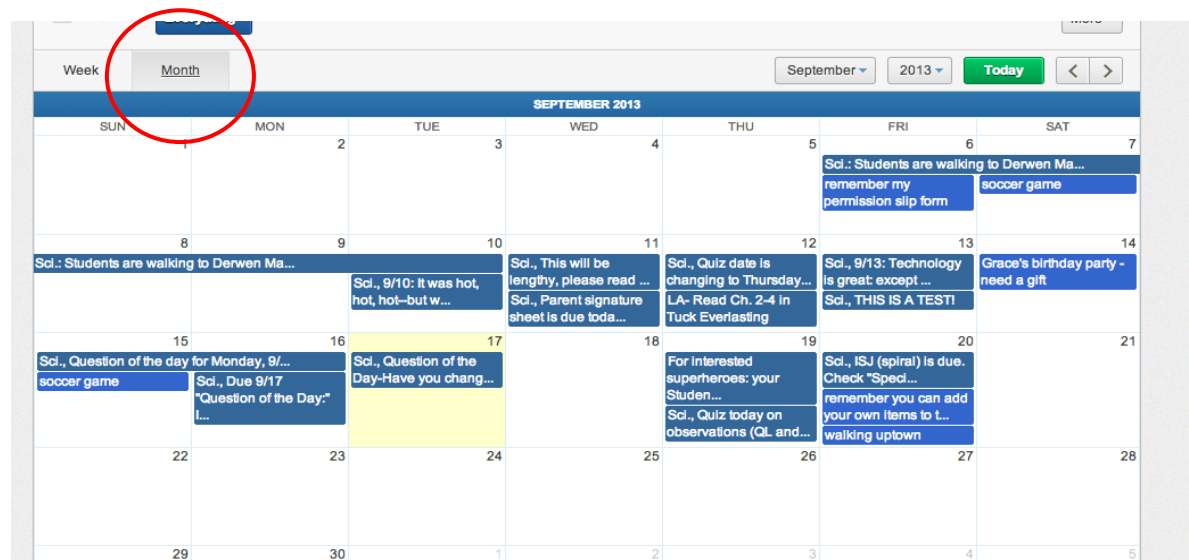 Everything
More
Week Month September 2013 Today
SEPTEMBER 2013
SUN MON TUE WED THU FRI SAT
1 2 3 4 5 6 7
Sci.: Students are walking to Derwen Ma...
remember my
permission slip form
soccer game
8 9 10 11 12 13 14
Sci.: Students are walking to Derwen Ma...
Sci., 9/10: It was hot,
hot, hot--but w...
Sci., This will be
lengthy, please read ...
Sci., Parent signature
sheet is due toda...
Sci., Quiz date is
changing to Thursday...
LA- Read Ch. 2-4 in
Tuck Everlasting
Sci., 9/13: Technology
is great: except ...
Sci., THIS IS A TEST!
Grace's birthday party -
need a gift
15 16 17 18 19 20 21
Sci., Question of the day for Monday, 9/...
soccer game
Sci., Due 9/17
"Question of the Day:"
I...
Sci., Question of the
Day-Have you chang...
For interested
superheroes: your
Studen...
Sci., Quiz today on
observations (QL and...
Sci., ISJ (spiral) is due.
Check "Speci...
remember you can add
your own items to t...
walking uptown
22 23 24 25 26 27 28
29 30 1 2 3 4 5